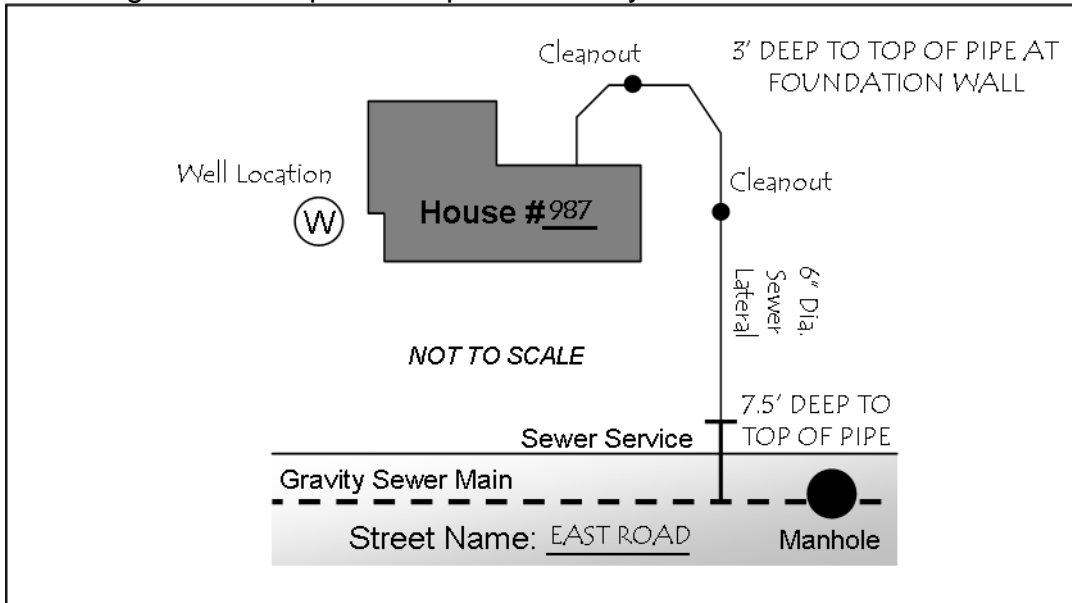 Cleanout
3' DEEP TO TOP OF PIPE AT
FOUNDATION WALL
Well Location
W
House #987
Cleanout
6" Dia.
Sewer
Lateral
NOT TO SCALE
7.5' DEEP TO
TOP OF PIPE
Sewer Service
Gravity Sewer Main
Street Name: EAST ROAD
Manhole